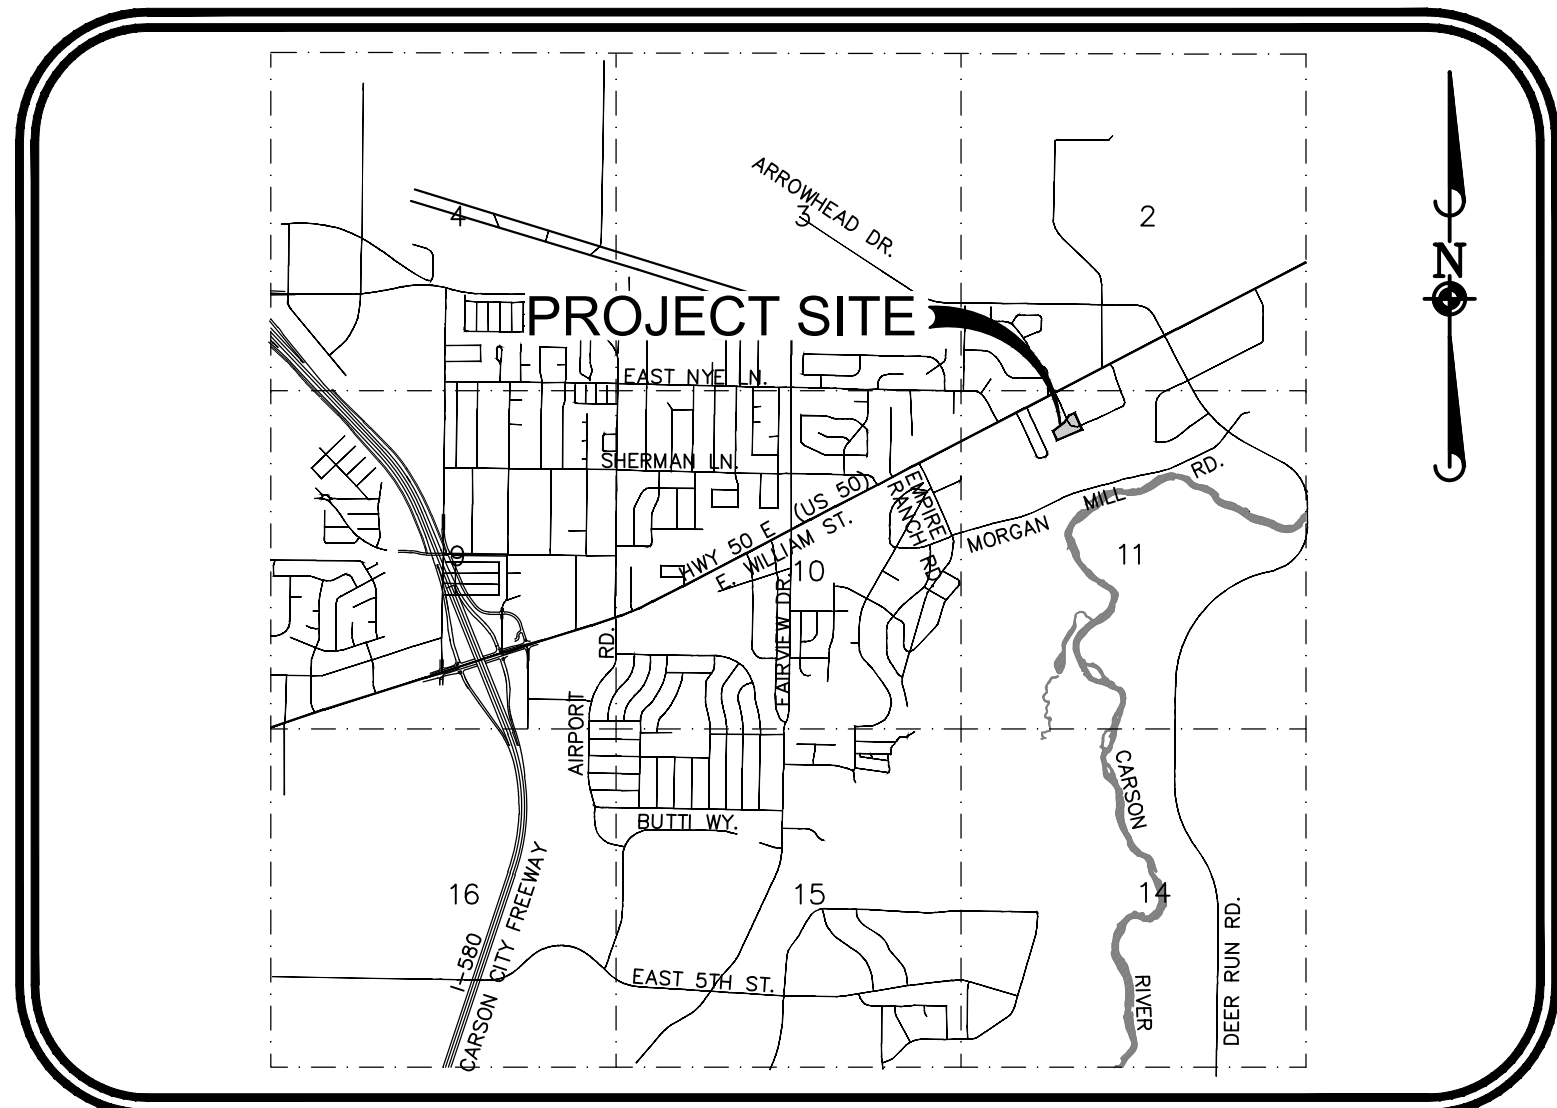 ARROWHEAD DR.
4
3
2
N
PROJECT SITE
EAST NYE LN.
SHERMAN LN.
HWY 50 E (US 50)
E. WILLIAM ST.
EMPIRE
RANCH RD.
MORGAN MILL RD.
9
10
11
FAIRVIEW DR.
AIRPORT RD.
CARSON RIVER
BUTTI WY.
16
15
14
I-580
CARSON CITY FREEWAY
EAST 5TH ST.
DEER RUN RD.